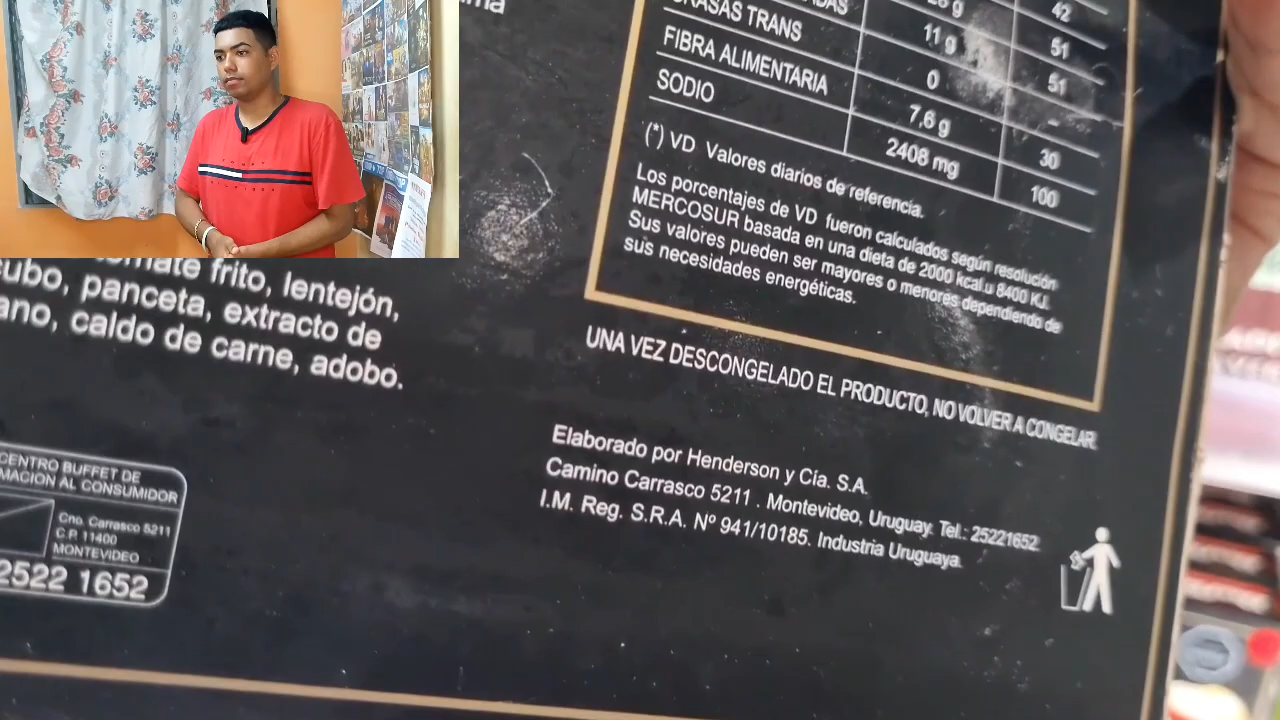 28 g 42
GRASAS TRANS 11 g 51
FIBRA ALIMENTARIA 0 51
SODIO 7,6 g 30
2408 mg 100
(*) VD Valores diarios de referencia.
Los porcentajes de VD fueron calculados según resolución
MERCOSUR basada en una dieta de 2000 kcal.u 8400 KJ.
Sus valores pueden ser mayores o menores dependiendo de
sus necesidades energéticas.
UNA VEZ DESCONGELADO EL PRODUCTO, NO VOLVER A CONGELAR.
Elaborado por Henderson y Cía. S.A.
Camino Carrasco 5211 . Montevideo, Uruguay. Tel.: 25221652
I.M. Reg. S.R.A. Nº 941/10185. Industria Uruguaya.
frito, lentejón,
cubo, panceta, extracto de
caldo de carne, adobo.
CENTRO BUFFET DE
MACION AL CONSUMIDOR
Cno. Carrasco 5211
C.P. 11400
MONTEVIDEO
2522 1652